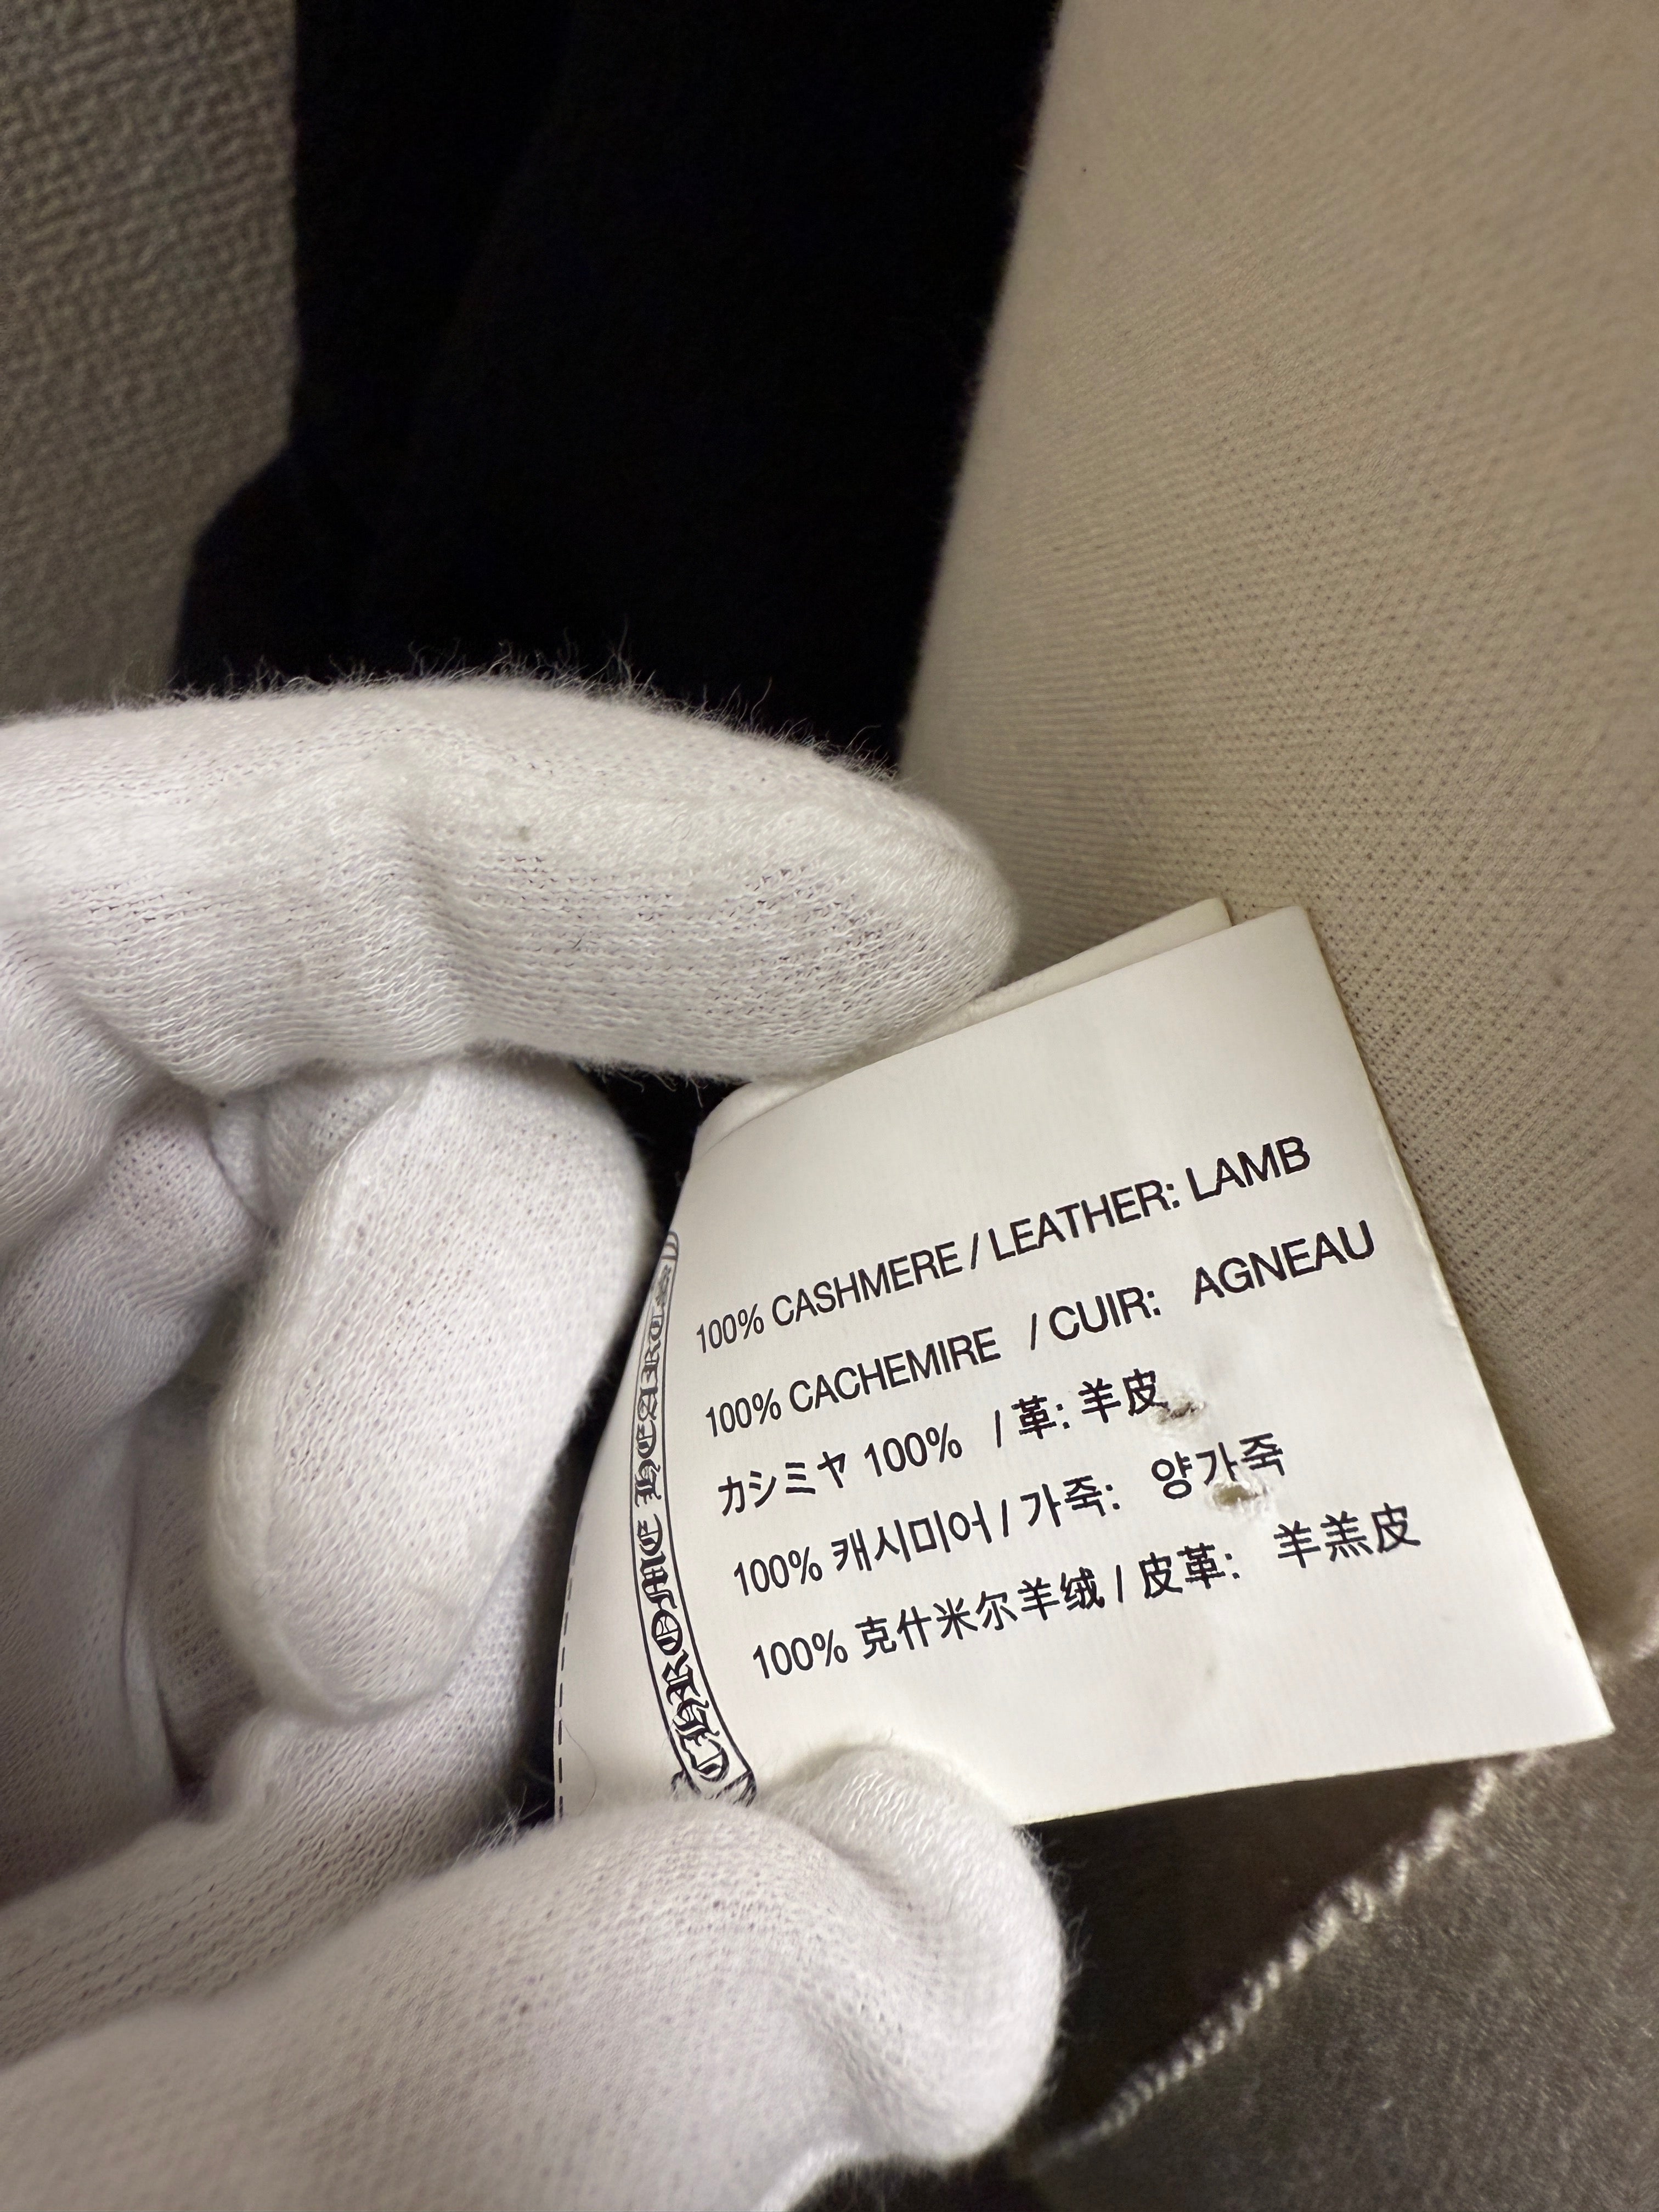 100% CASHMERE / LEATHER: LAMB
100% CACHEMIRE / CUIR: AGNEAU
カシミヤ 100% / 革: 羊皮
100% 캐시미어 / 가죽: 양가죽
100% 克什米尔羊绒 / 皮革: 羊羔皮
CHROME HEARTS